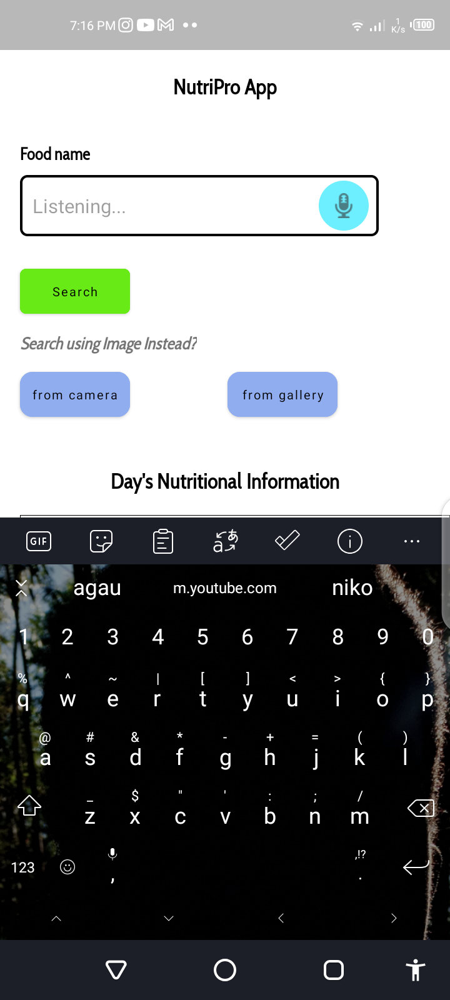 7:16 PM
1
K/s
100
NutriPro App
Food name
Listening...
Search
Search using Image Instead?
from camera
from gallery
Day's Nutritional Information
GIF
aあ
agau m.youtube.com niko
1 2 3 4 5 6 7 8 9 0
% ^ ~ | [ ] < > { }
q w e r t y u i o p
@ # & * - + = ( )
a s d f g h j k l
_ $ " ' : ; /
z x c v b n m
123 , ,!? .